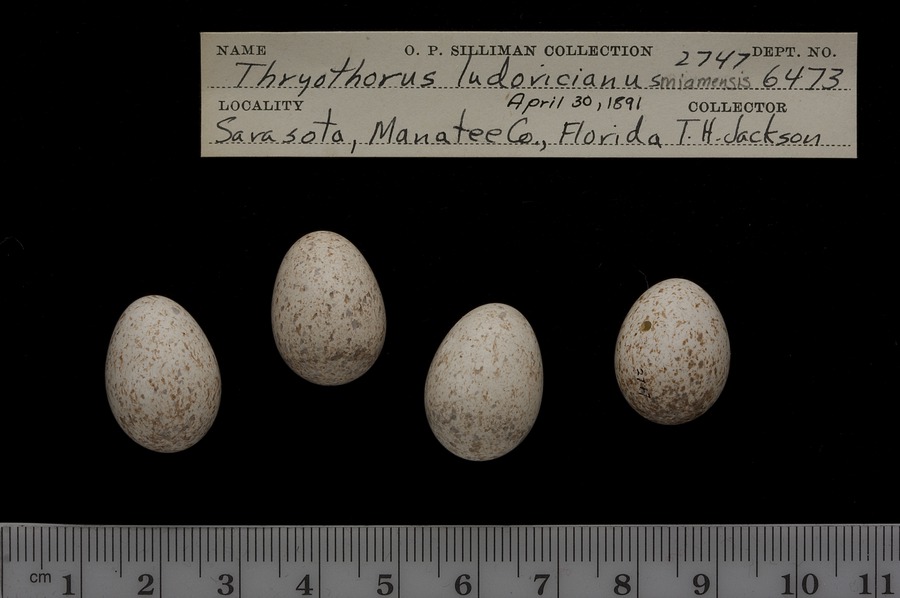 NAME O. P. SILLIMAN COLLECTION 2747 DEPT. NO.
Thryothorus ludovicianus miamensis 6473
LOCALITY April 30, 1891 COLLECTOR
Sarasota, Manatee Co., Florida T. H. Jackson
cm 1 2 3 4 5 6 7 8 9 10 11